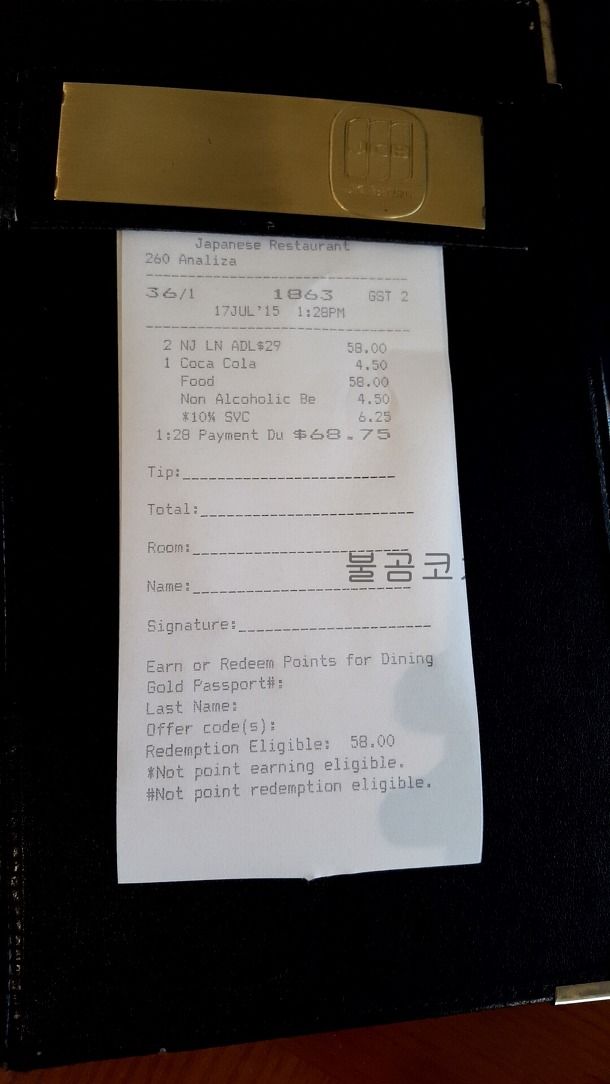 JCB
Japanese Restaurant
260 Analiza
36/1 1863 GST 2
17JUL'15 1:28PM
2 NJ LN ADL$29 58.00
1 Coca Cola 4.50
Food 58.00
Non Alcoholic Be 4.50
*10% SVC 6.25
1:28 Payment Du $68.75
Tip:
Total:
Room:
불곰코
Name:
Signature:
Earn or Redeem Points for Dining
Gold Passport#:
Last Name:
Offer code(s):
Redemption Eligible: 58.00
*Not point earning eligible.
#Not point redemption eligible.